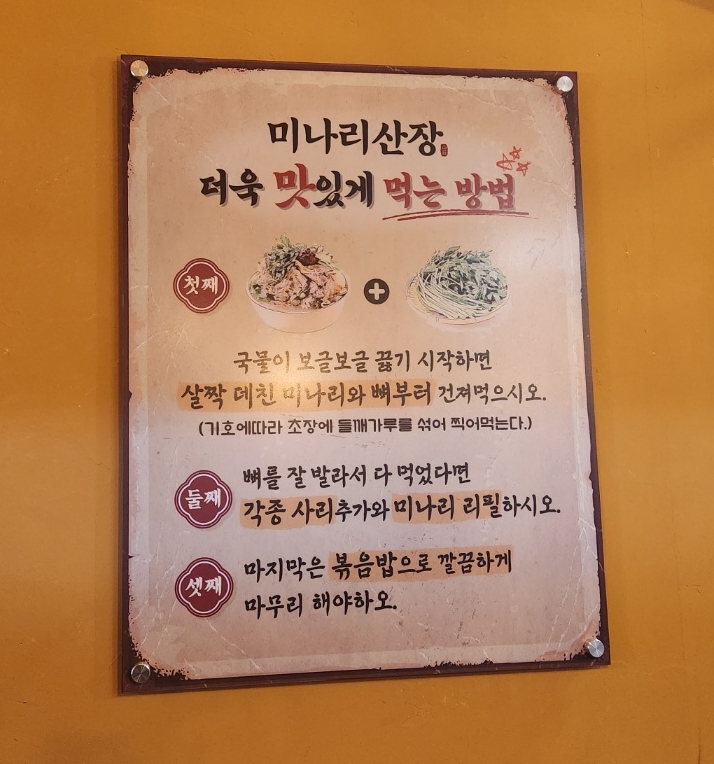 미나리산장
더욱 맛있게 먹는 방법
첫째
국물이 보글보글 끓기 시작하면
살짝 데친 미나리와 뼈부터 건져먹으시오.
(기호에따라 초장에 들깨가루를 섞어 찍어먹는다.)
둘째
뼈를 잘 발라서 다 먹었다면
각종 사리추가와 미나리 리필하시오.
셋째
마지막은 볶음밥으로 깔끔하게
마무리 해야하오.